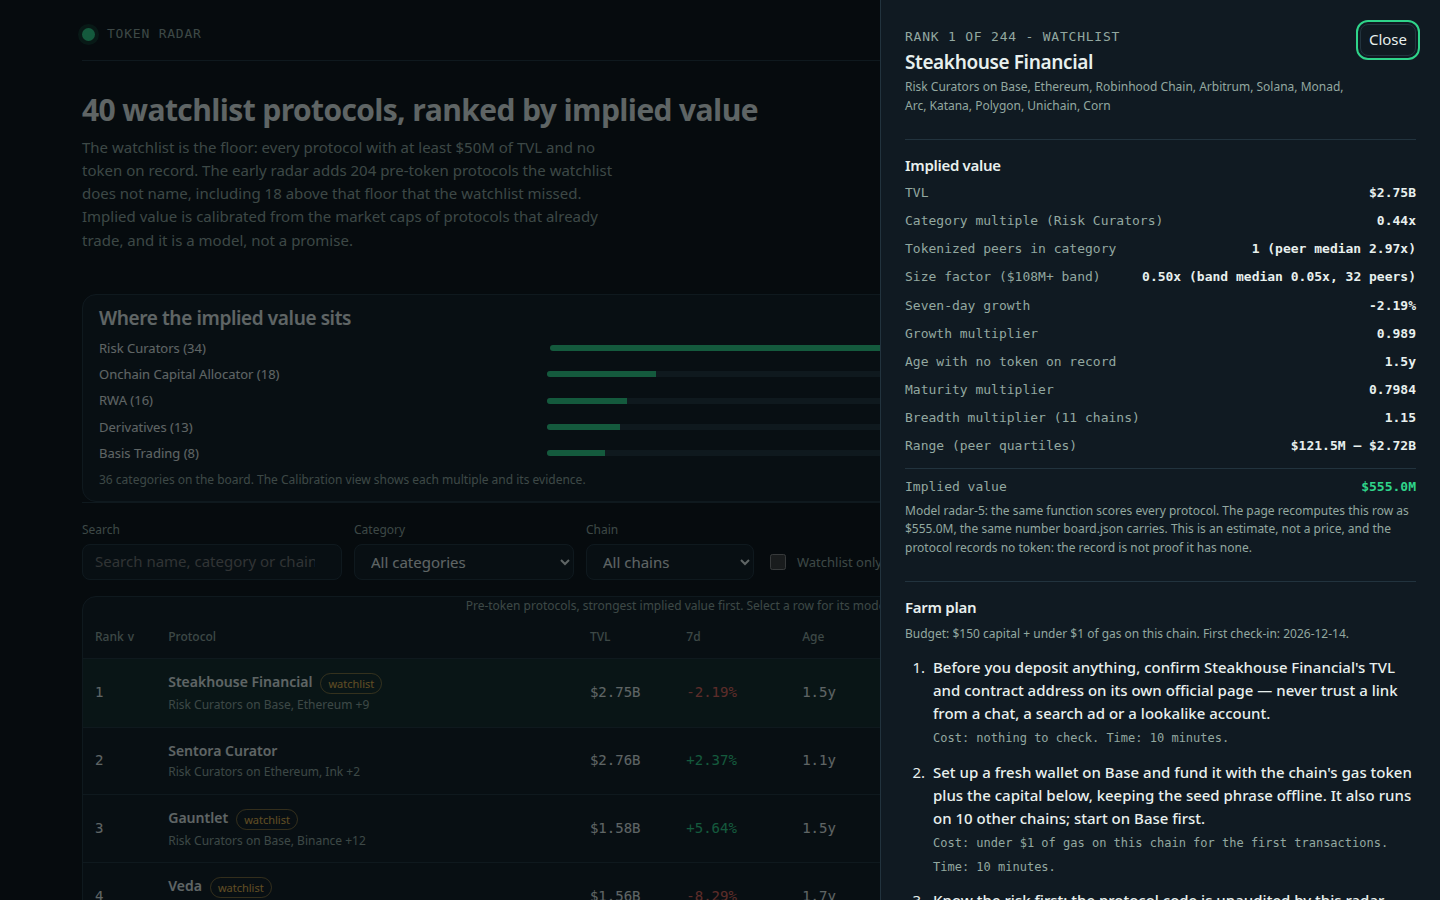 TOKEN RADAR
40 watchlist protocols, ranked by implied value
The watchlist is the floor: every protocol with at least $50M of TVL and no
token on record. The early radar adds 204 pre-token protocols the watchlist
does not name, including 18 above that floor that the watchlist missed.
Implied value is calibrated from the market caps of protocols that already
trade, and it is a model, not a promise.
Where the implied value sits
Risk Curators (34)
Onchain Capital Allocator (18)
RWA (16)
Derivatives (13)
Basis Trading (8)
36 categories on the board. The Calibration view shows each multiple and its evidence.
Search
Category
Chain
Search name, category or chain
All categories
All chains
Watchlist only
Pre-token protocols, strongest implied value first. Select a row for its
Rank v
Protocol
TVL
7d
Age
1
Steakhouse Financial
watchlist
Risk Curators on Base, Ethereum +9
$2.75B
-2.19%
1.5y
2
Sentora Curator
Risk Curators on Ethereum, Ink +2
$2.76B
+2.37%
1.1y
3
Gauntlet
watchlist
Risk Curators on Base, Binance +12
$1.58B
+5.64%
1.5y
4
Veda
watchlist
$1.56B
-8.29%
1.7y
RANK 1 OF 244 - WATCHLIST
Close
Steakhouse Financial
Risk Curators on Base, Ethereum, Robinhood Chain, Arbitrum, Solana, Monad,
Arc, Katana, Polygon, Unichain, Corn
Implied value
TVL $2.75B
Category multiple (Risk Curators) 0.44x
Tokenized peers in category 1 (peer median 2.97x)
Size factor ($108M+ band) 0.50x (band median 0.05x, 32 peers)
Seven-day growth -2.19%
Growth multiplier 0.989
Age with no token on record 1.5y
Maturity multiplier 0.7984
Breadth multiplier (11 chains) 1.15
Range (peer quartiles) $121.5M — $2.72B
Implied value $555.0M
Model radar-5: the same function scores every protocol. The page recomputes this row as
$555.0M, the same number board.json carries. This is an estimate, not a price, and the
protocol records no token: the record is not proof it has none.
Farm plan
Budget: $150 capital + under $1 of gas on this chain. First check-in: 2026-12-14.
1. Before you deposit anything, confirm Steakhouse Financial's TVL
and contract address on its own official page — never trust a link
from a chat, a search ad or a lookalike account.
Cost: nothing to check. Time: 10 minutes.
2. Set up a fresh wallet on Base and fund it with the chain's gas token
plus the capital below, keeping the seed phrase offline. It also runs
on 10 other chains; start on Base first.
Cost: under $1 of gas on this chain for the first transactions.
Time: 10 minutes.
3. Know the risk first: the protocol code is unaudited by this radar